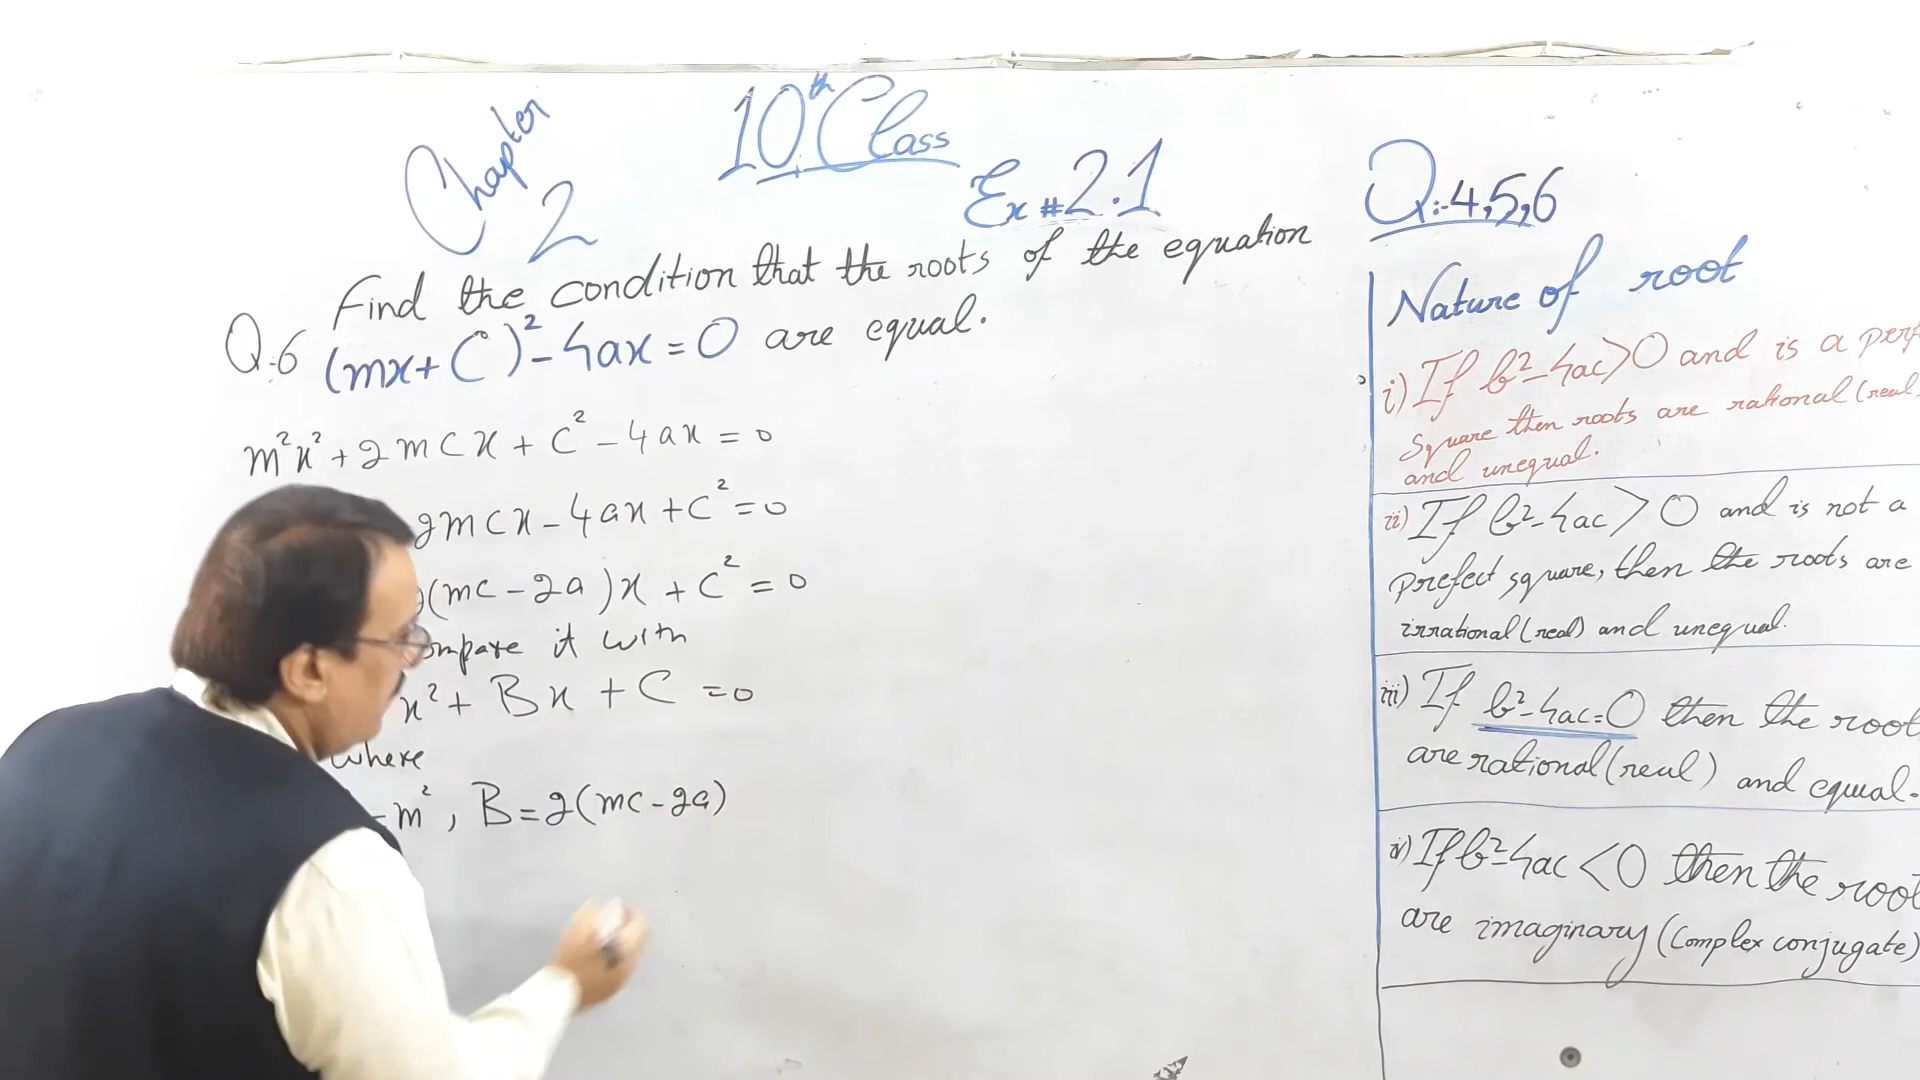 Chapter 2
10th Class
Ex # 2.1
Q:-4,5,6
Find the condition that the roots of the equation
Q.6 (mx+C)²-4ax=0 are equal.
m²x²+2mcx+c²-4ax=0
2mcx-4ax+c²=0
(mc-2a)x+c²=0
it with
x²+Bx+C=0
where
=m², B=2(mc-2a)
Nature of root
i) If b²-4ac>0 and is a
Square then roots are rational (real
and unequal.
ii) If b²-4ac>0 and is not a
prefect square, then the roots are
irrational (real) and unequal.
iii) If b²-4ac=0 then the root
are rational (real) and equal.
iv) If b²-4ac<0 then the root
are imaginary (Complex conjugate)